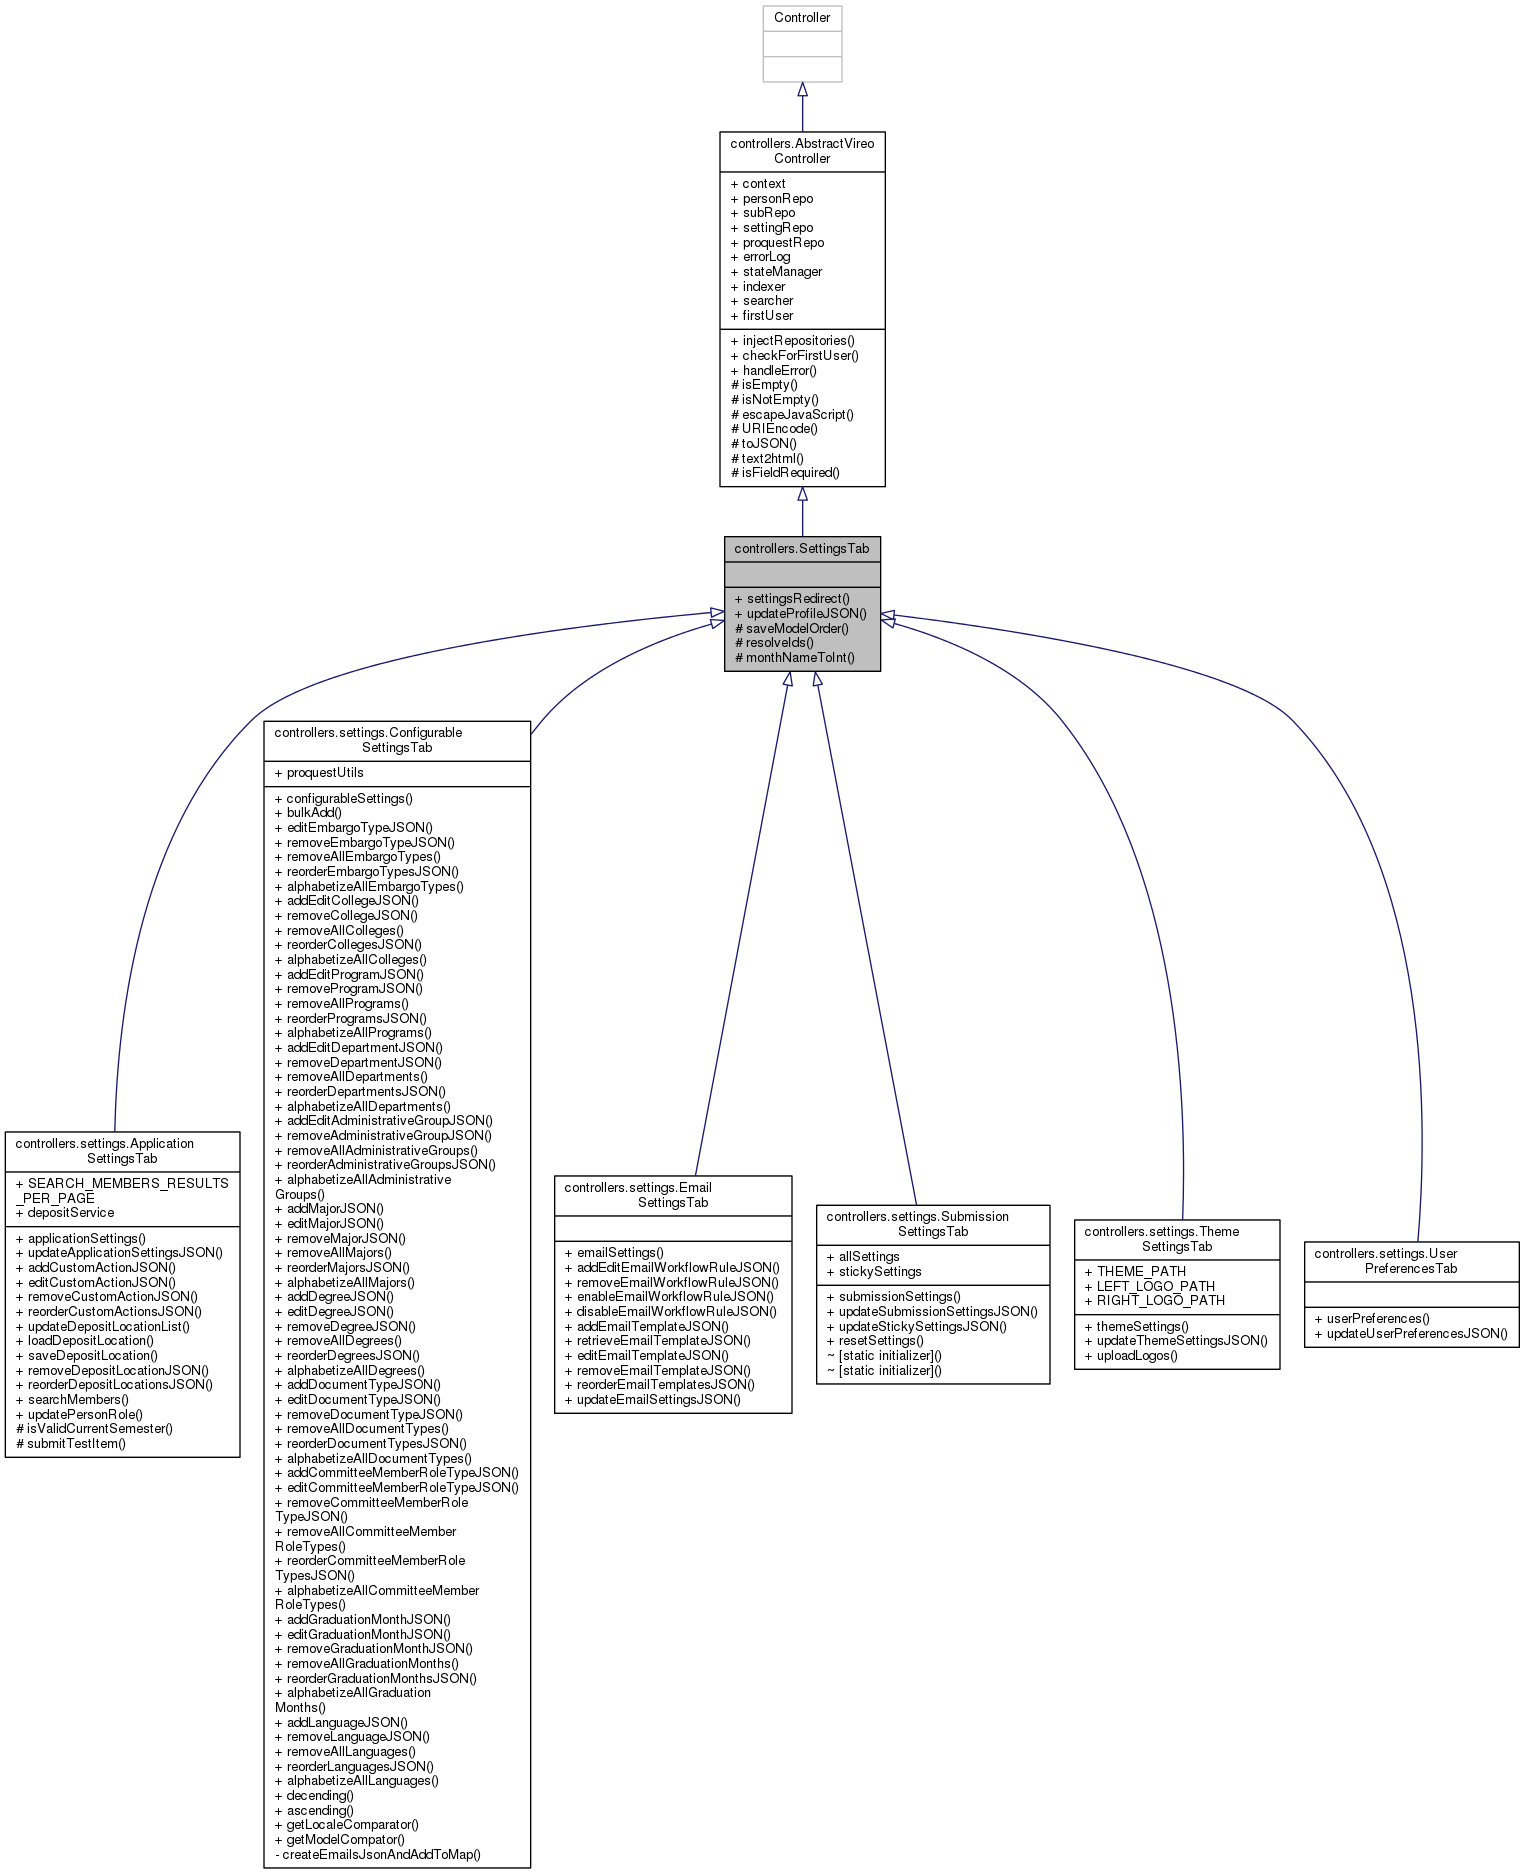 Controller
controllers.AbstractVireo
Controller
+ context
+ personRepo
+ subRepo
+ settingRepo
+ proquestRepo
+ errorLog
+ stateManager
+ indexer
+ searcher
+ firstUser
+ injectRepositories()
+ checkForFirstUser()
+ handleError()
# isEmpty()
# isNotEmpty()
# escapeJavaScript()
# URIEncode()
# toJSON()
# text2html()
# isFieldRequired()
controllers.SettingsTab
+ settingsRedirect()
+ updateProfileJSON()
# saveModelOrder()
# resolveIds()
# monthNameToInt()
controllers.settings.Application
SettingsTab
+ SEARCH_MEMBERS_RESULTS
_PER_PAGE
+ depositService
+ applicationSettings()
+ updateApplicationSettingsJSON()
+ addCustomActionJSON()
+ editCustomActionJSON()
+ removeCustomActionJSON()
+ reorderCustomActionsJSON()
+ updateDepositLocationList()
+ loadDepositLocation()
+ saveDepositLocation()
+ removeDepositLocationJSON()
+ reorderDepositLocationsJSON()
+ searchMembers()
+ updatePersonRole()
# isValidCurrentSemester()
# submitTestItem()
controllers.settings.Configurable
SettingsTab
+ proquestUtils
+ configurableSettings()
+ bulkAdd()
+ editEmbargoTypeJSON()
+ removeEmbargoTypeJSON()
+ removeAllEmbargoTypes()
+ reorderEmbargoTypesJSON()
+ alphabetizeAllEmbargoTypes()
+ addEditCollegeJSON()
+ removeCollegeJSON()
+ removeAllColleges()
+ reorderCollegesJSON()
+ alphabetizeAllColleges()
+ addEditProgramJSON()
+ removeProgramJSON()
+ removeAllPrograms()
+ reorderProgramsJSON()
+ alphabetizeAllPrograms()
+ addEditDepartmentJSON()
+ removeDepartmentJSON()
+ removeAllDepartments()
+ reorderDepartmentsJSON()
+ alphabetizeAllDepartments()
+ addEditAdministrativeGroupJSON()
+ removeAdministrativeGroupJSON()
+ removeAllAdministrativeGroups()
+ reorderAdministrativeGroupsJSON()
+ alphabetizeAllAdministrative
Groups()
+ addMajorJSON()
+ editMajorJSON()
+ removeMajorJSON()
+ removeAllMajors()
+ reorderMajorsJSON()
+ alphabetizeAllMajors()
+ addDegreeJSON()
+ editDegreeJSON()
+ removeDegreeJSON()
+ removeAllDegrees()
+ reorderDegreesJSON()
+ alphabetizeAllDegrees()
+ addDocumentTypeJSON()
+ editDocumentTypeJSON()
+ removeDocumentTypeJSON()
+ removeAllDocumentTypes()
+ reorderDocumentTypesJSON()
+ alphabetizeAllDocumentTypes()
+ addCommitteeMemberRoleTypeJSON()
+ editCommitteeMemberRoleTypeJSON()
+ removeCommitteeMemberRole
TypeJSON()
+ removeAllCommitteeMember
RoleTypes()
+ reorderCommitteeMemberRole
TypesJSON()
+ alphabetizeAllCommitteeMember
RoleTypes()
+ addGraduationMonthJSON()
+ editGraduationMonthJSON()
+ removeGraduationMonthJSON()
+ removeAllGraduationMonths()
+ reorderGraduationMonthsJSON()
+ alphabetizeAllGraduation
Months()
+ addLanguageJSON()
+ removeLanguageJSON()
+ removeAllLanguages()
+ reorderLanguagesJSON()
+ alphabetizeAllLanguages()
+ decending()
+ ascending()
+ getLocaleComparator()
+ getModelCompator()
- createEmailsJsonAndAddToMap()
controllers.settings.Email
SettingsTab
+ emailSettings()
+ addEditEmailWorkflowRuleJSON()
+ removeEmailWorkflowRuleJSON()
+ enableEmailWorkflowRuleJSON()
+ disableEmailWorkflowRuleJSON()
+ addEmailTemplateJSON()
+ retrieveEmailTemplateJSON()
+ editEmailTemplateJSON()
+ removeEmailTemplateJSON()
+ reorderEmailTemplatesJSON()
+ updateEmailSettingsJSON()
controllers.settings.Submission
SettingsTab
+ allSettings
+ stickySettings
+ submissionSettings()
+ updateSubmissionSettingsJSON()
+ updateStickySettingsJSON()
+ resetSettings()
~ [static initializer]()
~ [static initializer]()
controllers.settings.Theme
SettingsTab
+ THEME_PATH
+ LEFT_LOGO_PATH
+ RIGHT_LOGO_PATH
+ themeSettings()
+ updateThemeSettingsJSON()
+ uploadLogos()
controllers.settings.User
PreferencesTab
+ userPreferences()
+ updateUserPreferencesJSON()